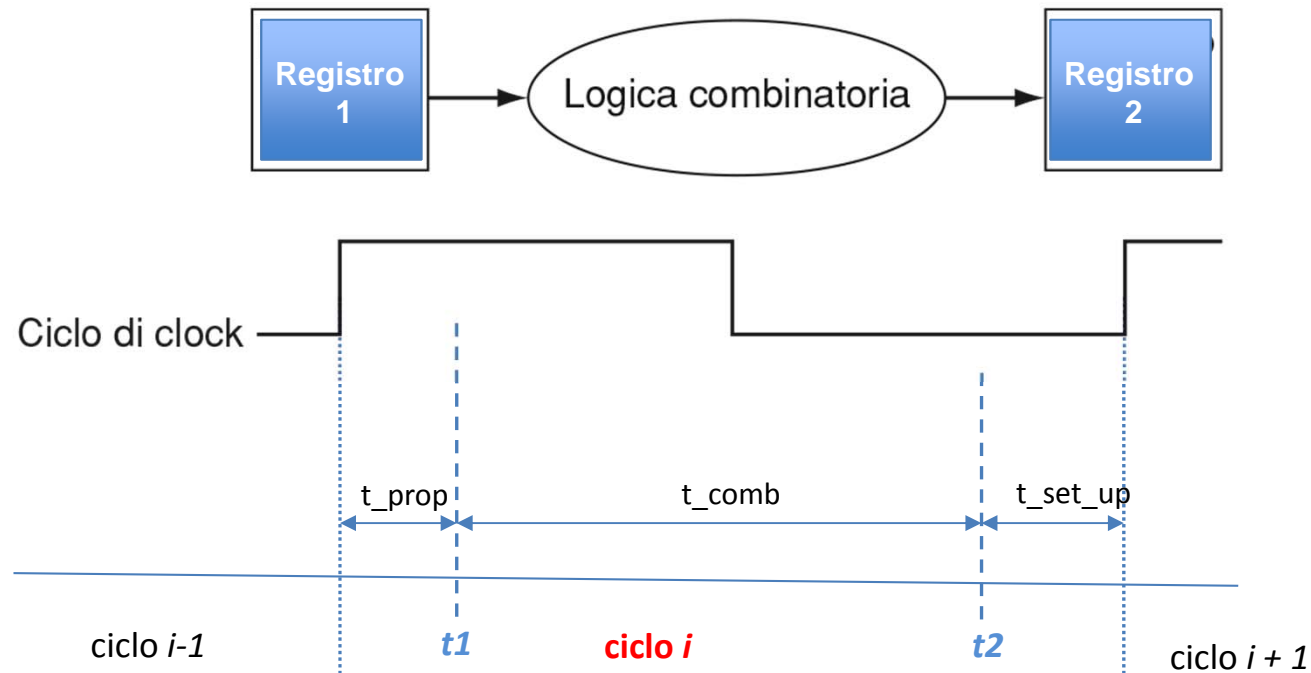 Registro
1
Logica combinatoria
Registro
2
Ciclo di clock
t_prop
t_comb
t_set_up
ciclo i-1
t1
ciclo i
t2
ciclo i + 1